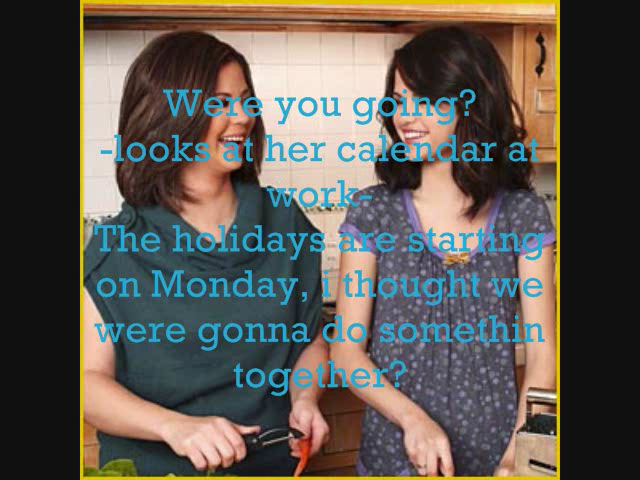 Were you going?
-looks at her calendar at
work-
The holidays are starting
on Monday, i thought we
were gonna do somethin
together?